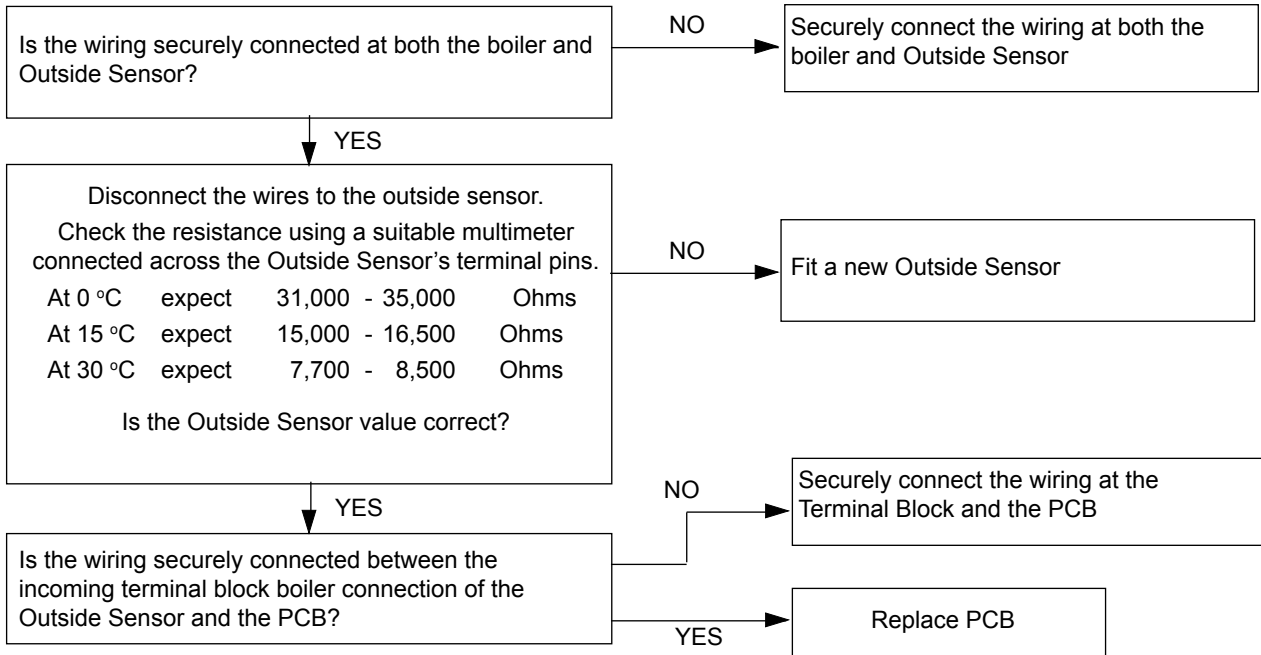 Is the wiring securely connected at both the boiler and
Outside Sensor?
NO
Securely connect the wiring at both the
boiler and Outside Sensor
YES
Disconnect the wires to the outside sensor.
Check the resistance using a suitable multimeter
connected across the Outside Sensor's terminal pins.
At 0 °C expect 31,000 - 35,000 Ohms
At 15 °C expect 15,000 - 16,500 Ohms
At 30 °C expect 7,700 - 8,500 Ohms
Is the Outside Sensor value correct?
NO
Fit a new Outside Sensor
YES
Is the wiring securely connected between the
incoming terminal block boiler connection of the
Outside Sensor and the PCB?
NO
Securely connect the wiring at the
Terminal Block and the PCB
YES
Replace PCB